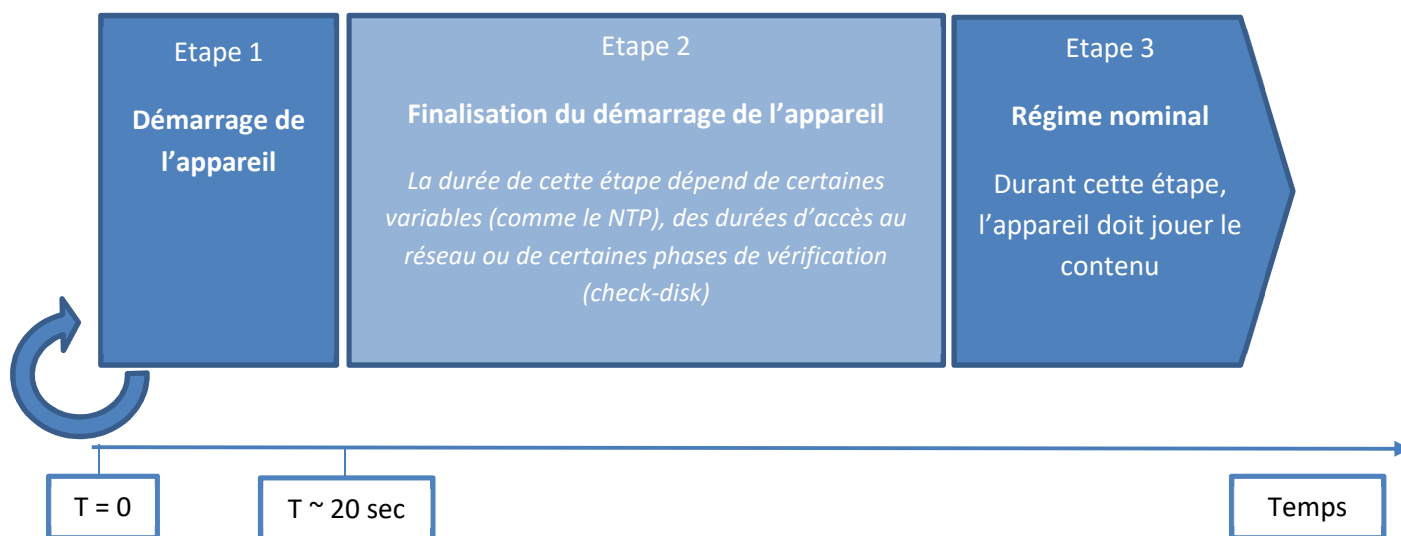 Etape 1
Démarrage de
l’appareil
Etape 2
Finalisation du démarrage de l’appareil
La durée de cette étape dépend de certaines
variables (comme le NTP), des durées d’accès au
réseau ou de certaines phases de vérification
(check-disk)
Etape 3
Régime nominal
Durant cette étape,
l’appareil doit jouer le
contenu
T = 0
T ~ 20 sec
Temps